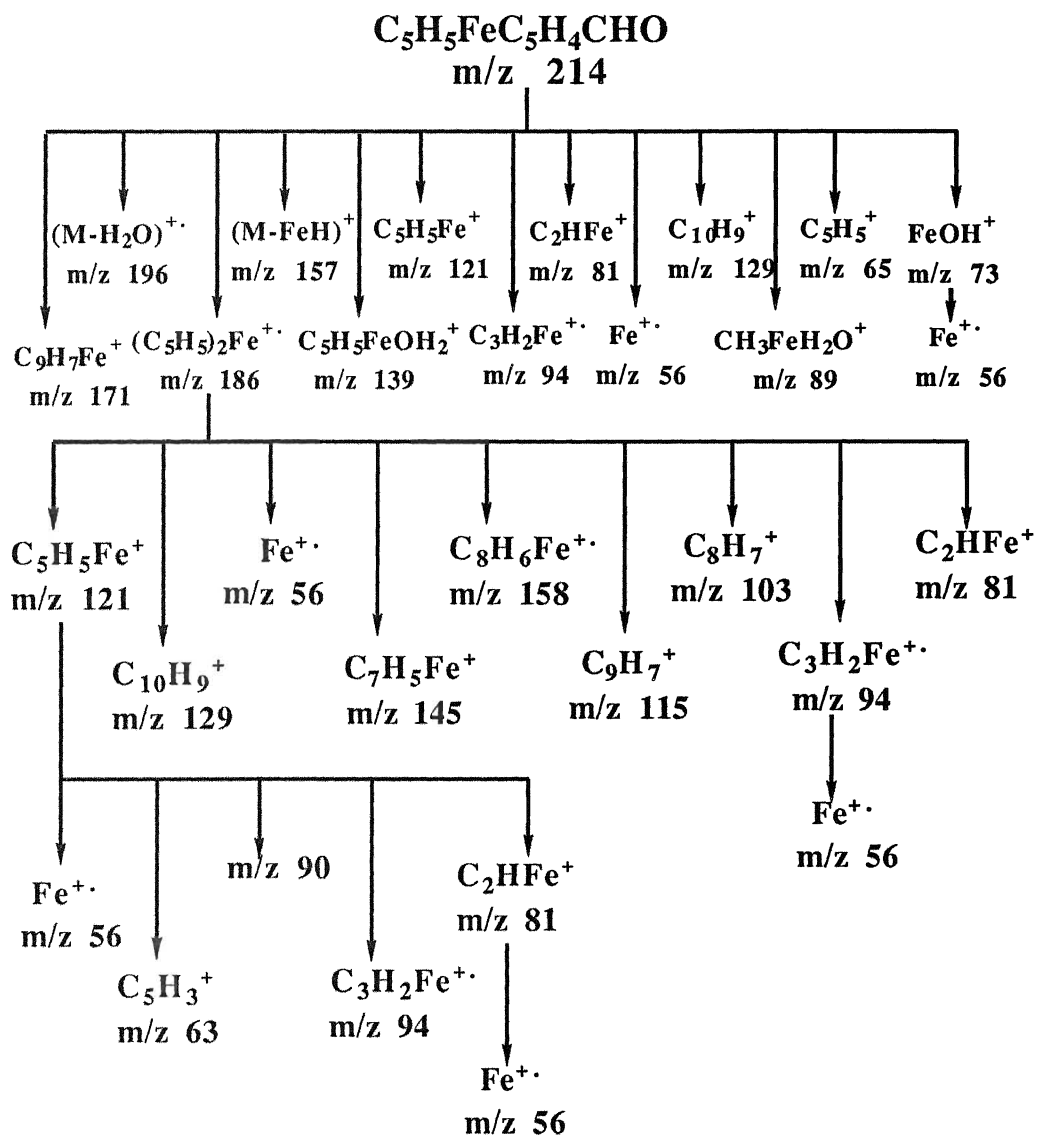 C₅H₅FeC₅H₄CHO
m/z 214
(M-H₂O)⁺·
m/z 196
(M-FeH)⁺
m/z 157
C₅H₅Fe⁺
m/z 121
C₂HFe⁺
m/z 81
C₁₀H₉⁺
m/z 129
C₅H₅⁺
m/z 65
FeOH⁺
m/z 73
C₉H₇Fe⁺
m/z 171
(C₅H₅)₂Fe⁺·
m/z 186
C₅H₅FeOH₂⁺
m/z 139
C₃H₂Fe⁺·
m/z 94
Fe⁺·
m/z 56
CH₃FeH₂O⁺
m/z 89
Fe⁺·
m/z 56
C₅H₅Fe⁺
m/z 121
Fe⁺·
m/z 56
C₈H₆Fe⁺·
m/z 158
C₈H₇⁺
m/z 103
C₂HFe⁺
m/z 81
C₁₀H₉⁺
m/z 129
C₇H₅Fe⁺
m/z 145
C₉H₇⁺
m/z 115
C₃H₂Fe⁺·
m/z 94
Fe⁺·
m/z 56
Fe⁺·
m/z 56
m/z 90
C₂HFe⁺
m/z 81
C₅H₃⁺
m/z 63
C₃H₂Fe⁺·
m/z 94
Fe⁺·
m/z 56